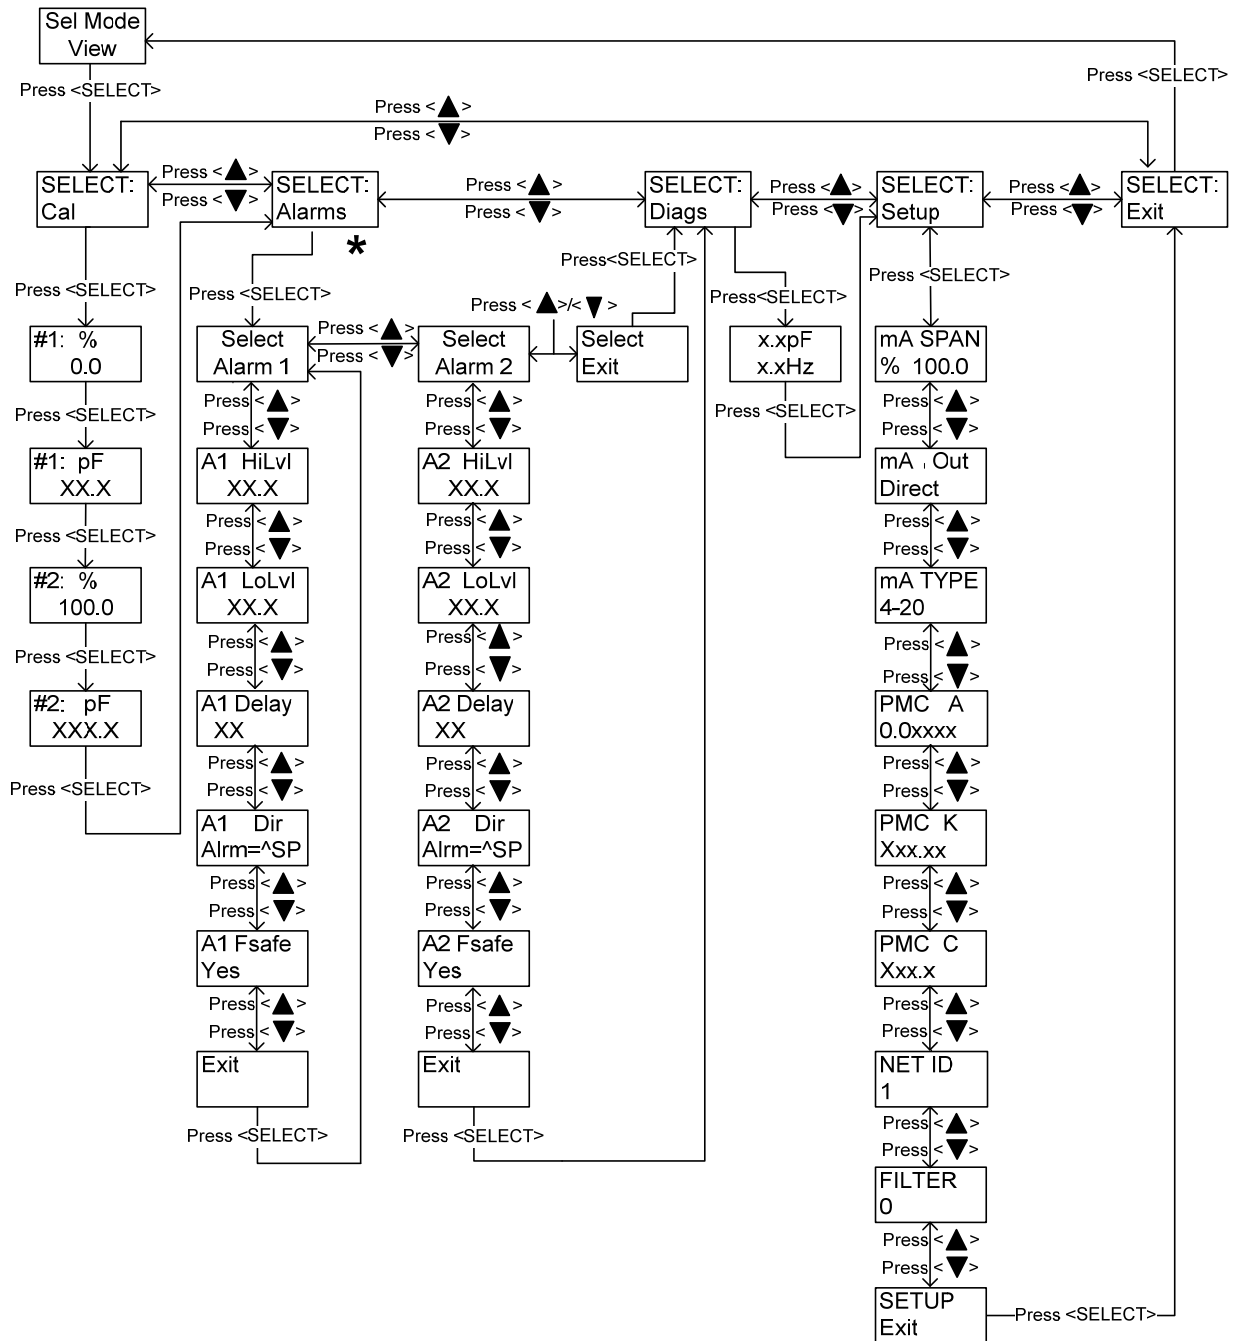 Sel Mode
View
Press <SELECT>
Press <SELECT>
Press <▲>
Press <▼>
SELECT:
Cal
Press <▲>
Press <▼>
SELECT:
Alarms
*
Press <▲>
Press <▼>
SELECT:
Diags
Press <▲>
Press <▼>
SELECT:
Setup
Press <▲>
Press <▼>
SELECT:
Exit
Press <SELECT>
#1: %
0.0
Press <SELECT>
#1: pF
XX.X
Press <SELECT>
#2: %
100.0
Press <SELECT>
#2: pF
XXX.X
Press <SELECT>
Press <SELECT>
Select
Alarm 1
Press <▲>
Press <▼>
Press <▲>
Press <▼>
A1 HiLvl
XX.X
Press <▲>
Press <▼>
A1 LoLvl
XX.X
Press <▲>
Press <▼>
A1 Delay
XX
Press <▲>
Press <▼>
A1 Dir
Alrm=^SP
Press <▲>
Press <▼>
A1 Fsafe
Yes
Press <▲>
Press <▼>
Exit
Press <SELECT>
Select
Alarm 2
Press <▲>/<▼>
Select
Exit
Press<SELECT>
Press <▲>
Press <▼>
A2 HiLvl
XX.X
Press <▲>
Press <▼>
A2 LoLvl
XX.X
Press <▲>
Press <▼>
A2 Delay
XX
Press <▲>
Press <▼>
A2 Dir
Alrm=^SP
Press <▲>
Press <▼>
A2 Fsafe
Yes
Press <▲>
Press <▼>
Exit
Press <SELECT>
Press<SELECT>
x.xpF
x.xHz
Press <SELECT>
Press <SELECT>
mA SPAN
% 100.0
Press <▲>
Press <▼>
mA Out
Direct
Press <▲>
Press <▼>
mA TYPE
4-20
Press <▲>
Press <▼>
PMC A
0.0xxxx
Press <▲>
Press <▼>
PMC K
Xxx.xx
Press <▲>
Press <▼>
PMC C
Xxx.x
Press <▲>
Press <▼>
NET ID
1
Press <▲>
Press <▼>
FILTER
0
Press <▲>
Press <▼>
SETUP
Exit
Press <SELECT>